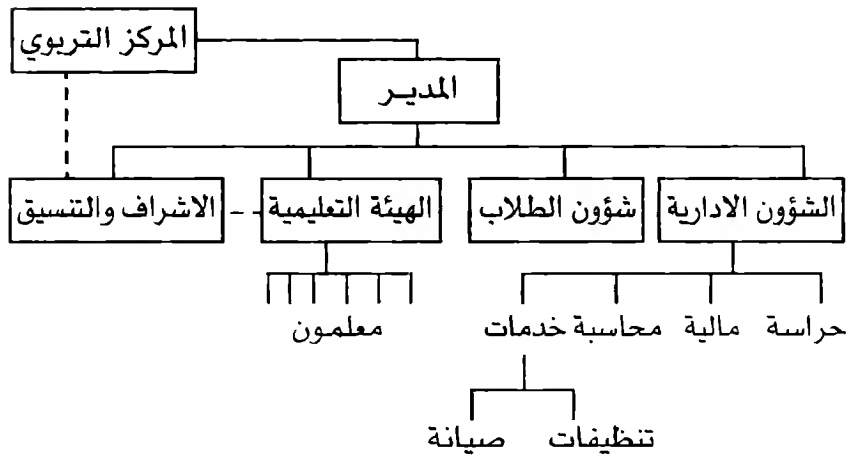 المركز التربوي
المديـر
الشؤون الادارية
شؤون الطلاب
الهيئة التعليمية
الاشراف والتنسيق
حراسة
مالية
محاسبة
خدمات
معلمون
تنظيفات
صيانة